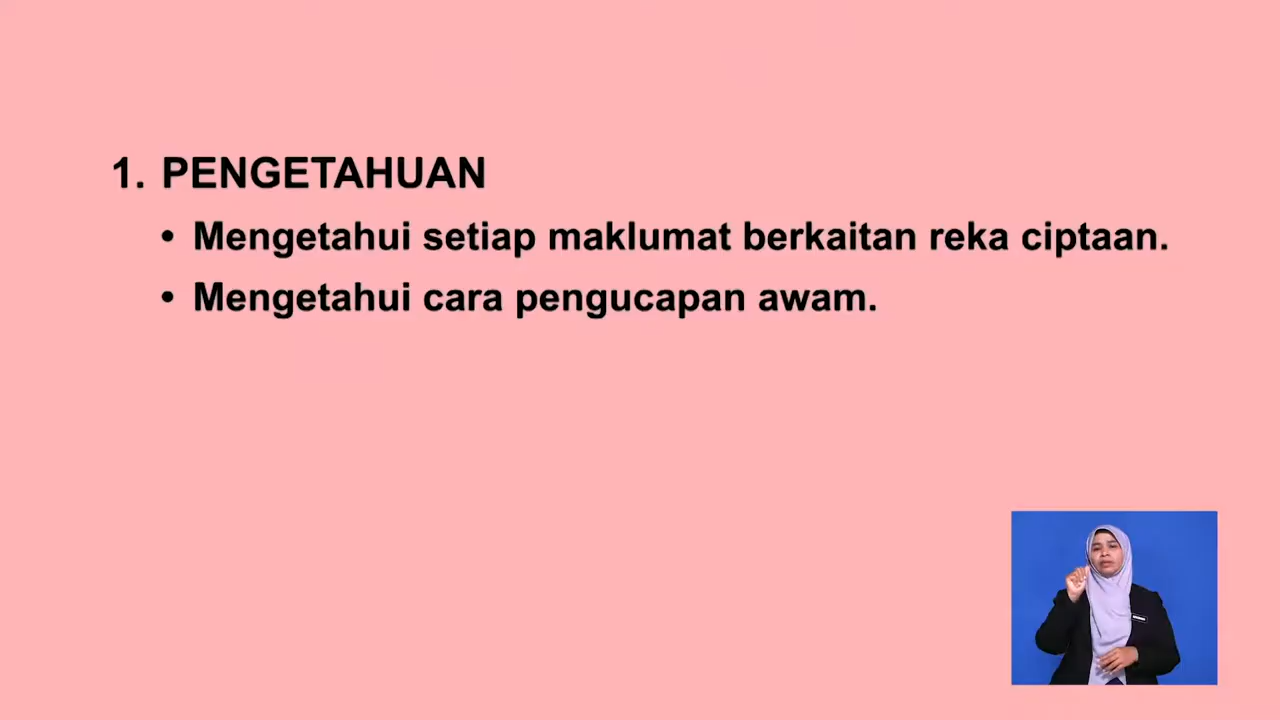 1. PENGETAHUAN
• Mengetahui setiap maklumat berkaitan reka ciptaan.
• Mengetahui cara pengucapan awam.